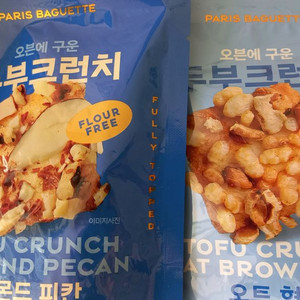 PARIS BAGUETTE
오븐에 구운
두부크런치
FLOUR
FREE
FULLY TOPPED
이미지사진
U CRUNCH
ND PECAN
몬드 피칸
PARIS BAGUETTE
오븐에 구운
두부크런
TOFU CRU
AT BROW
오트